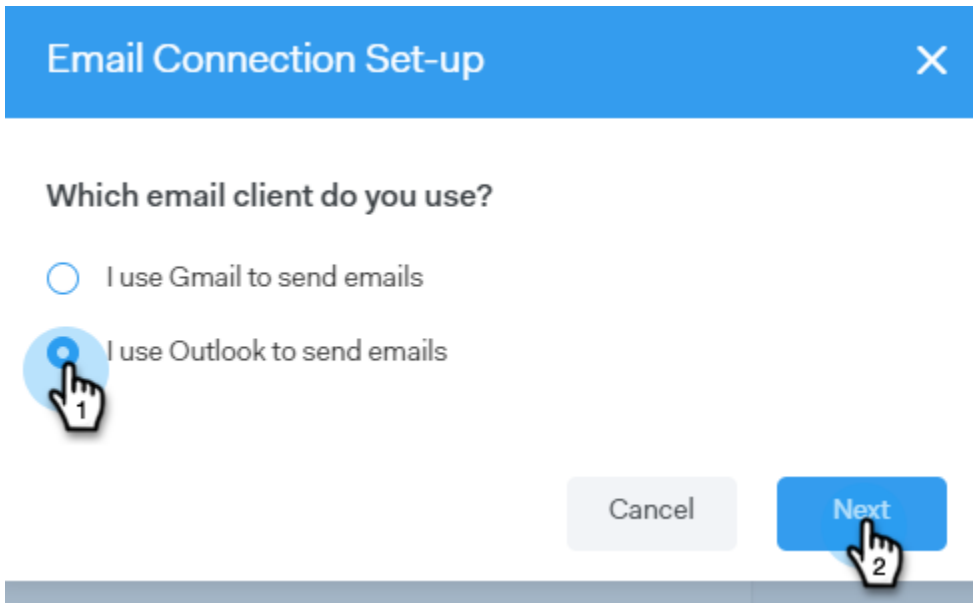 Email Connection Set-up
Which email client do you use?
I use Gmail to send emails
I use Outlook to send emails
1
Cancel
Next
2